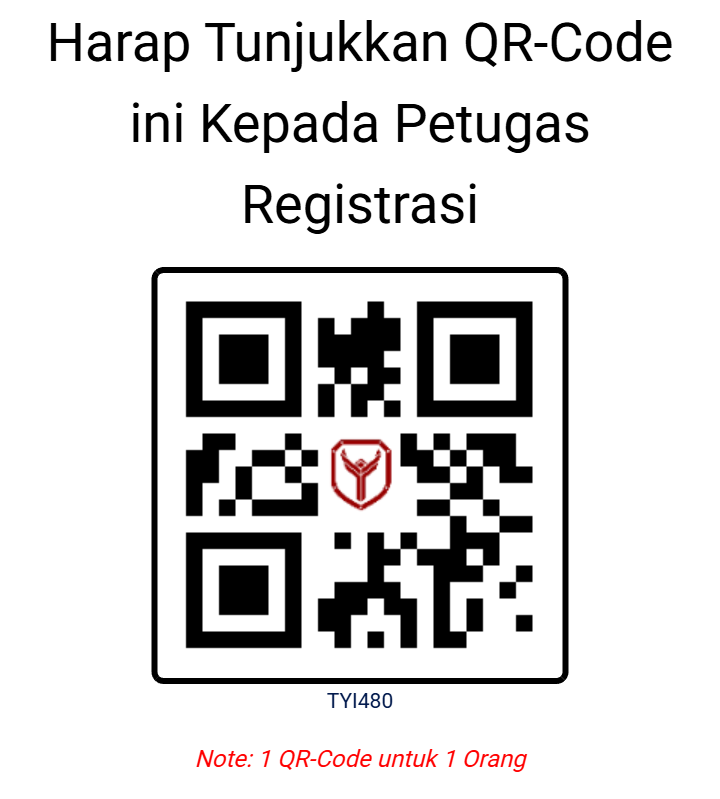 Harap Tunjukkan QR-Code
ini Kepada Petugas
Registrasi
TYI480
Note: 1 QR-Code untuk 1 Orang